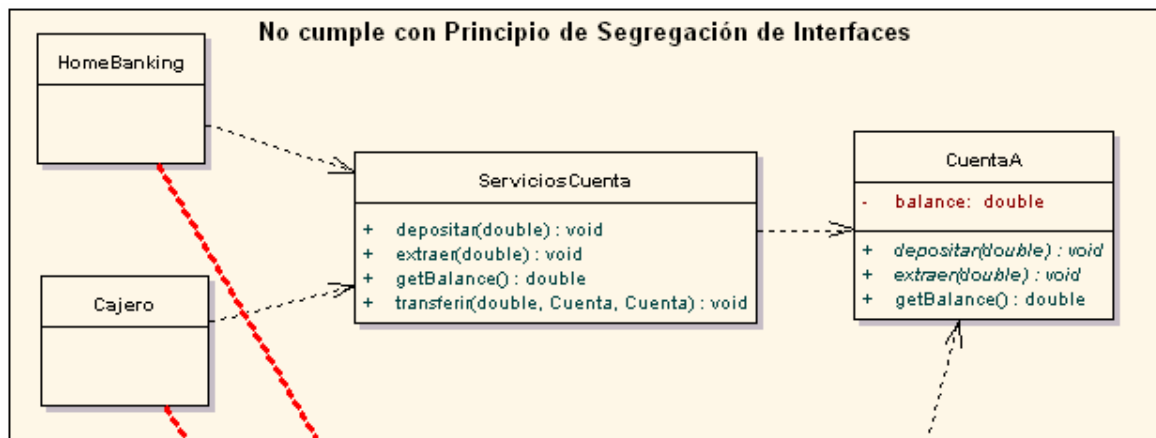 No cumple con Principio de Segregación de Interfaces
HomeBanking
ServiciosCuenta
+ depositar(double) : void
+ extraer(double) : void
+ getBalance() : double
+ transferir(double, Cuenta, Cuenta) : void
CuentaA
- balance: double
+ depositar(double) : void
+ extraer(double) : void
+ getBalance() : double
Cajero